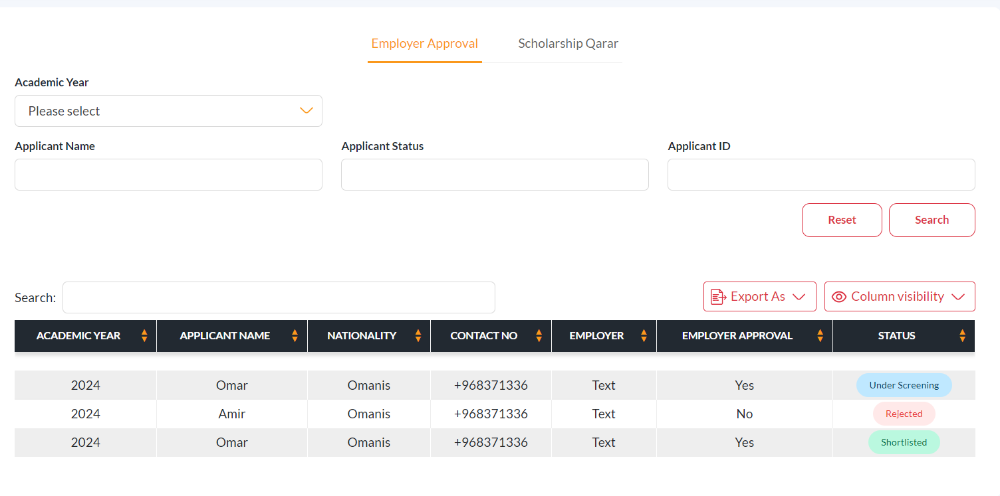 Employer Approval Scholarship Qarar
Academic Year
Please select
Applicant Name Applicant Status Applicant ID
Reset Search
Search: Export As Column visibility
ACADEMIC YEAR APPLICANT NAME NATIONALITY CONTACT NO EMPLOYER EMPLOYER APPROVAL STATUS
2024 Omar Omanis +968371336 Text Yes Under Screening
2024 Amir Omanis +968371336 Text No Rejected
2024 Omar Omanis +968371336 Text Yes Shortlisted